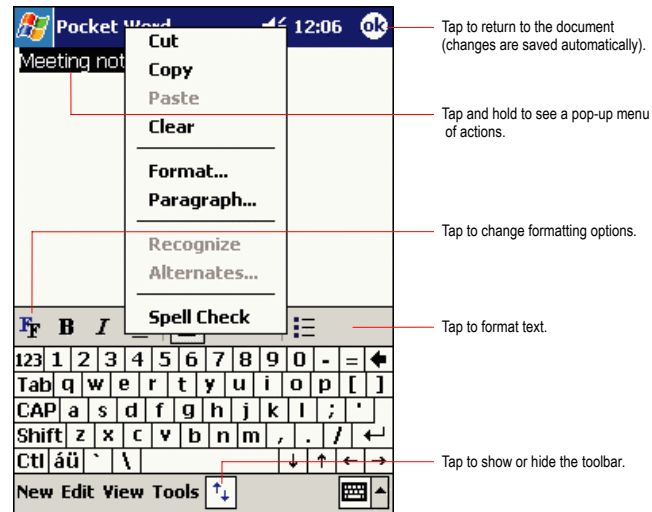 Pocket Word 12:06 ok
Meeting not
Cut
Copy
Paste
Clear
Format...
Paragraph...
Recognize
Alternates...
Spell Check
FF B I
123 1 2 3 4 5 6 7 8 9 0 - =
Tab q w e r t y u i o p [ ]
CAP a s d f g h j k l ; '
Shift z x c v b n m , . /
Ctl áü ` \
New Edit View Tools
Tap to return to the document
(changes are saved automatically).
Tap and hold to see a pop-up menu
of actions.
Tap to change formatting options.
Tap to format text.
Tap to show or hide the toolbar.